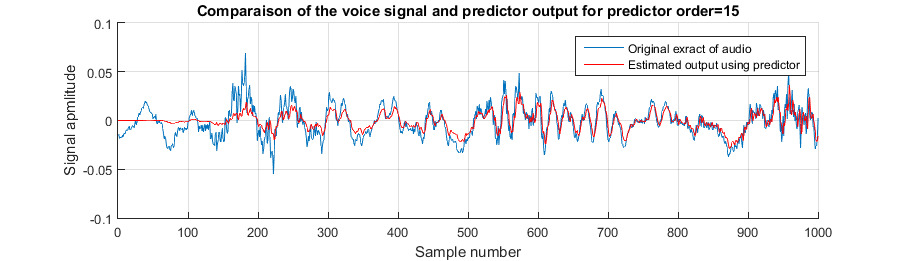 Comparaison of the voice signal and predictor output for predictor order=15
Original exract of audio
Estimated output using predictor
Signal apmlitude
0.1
0.05
0
-0.05
-0.1
0 100 200 300 400 500 600 700 800 900 1000
Sample number